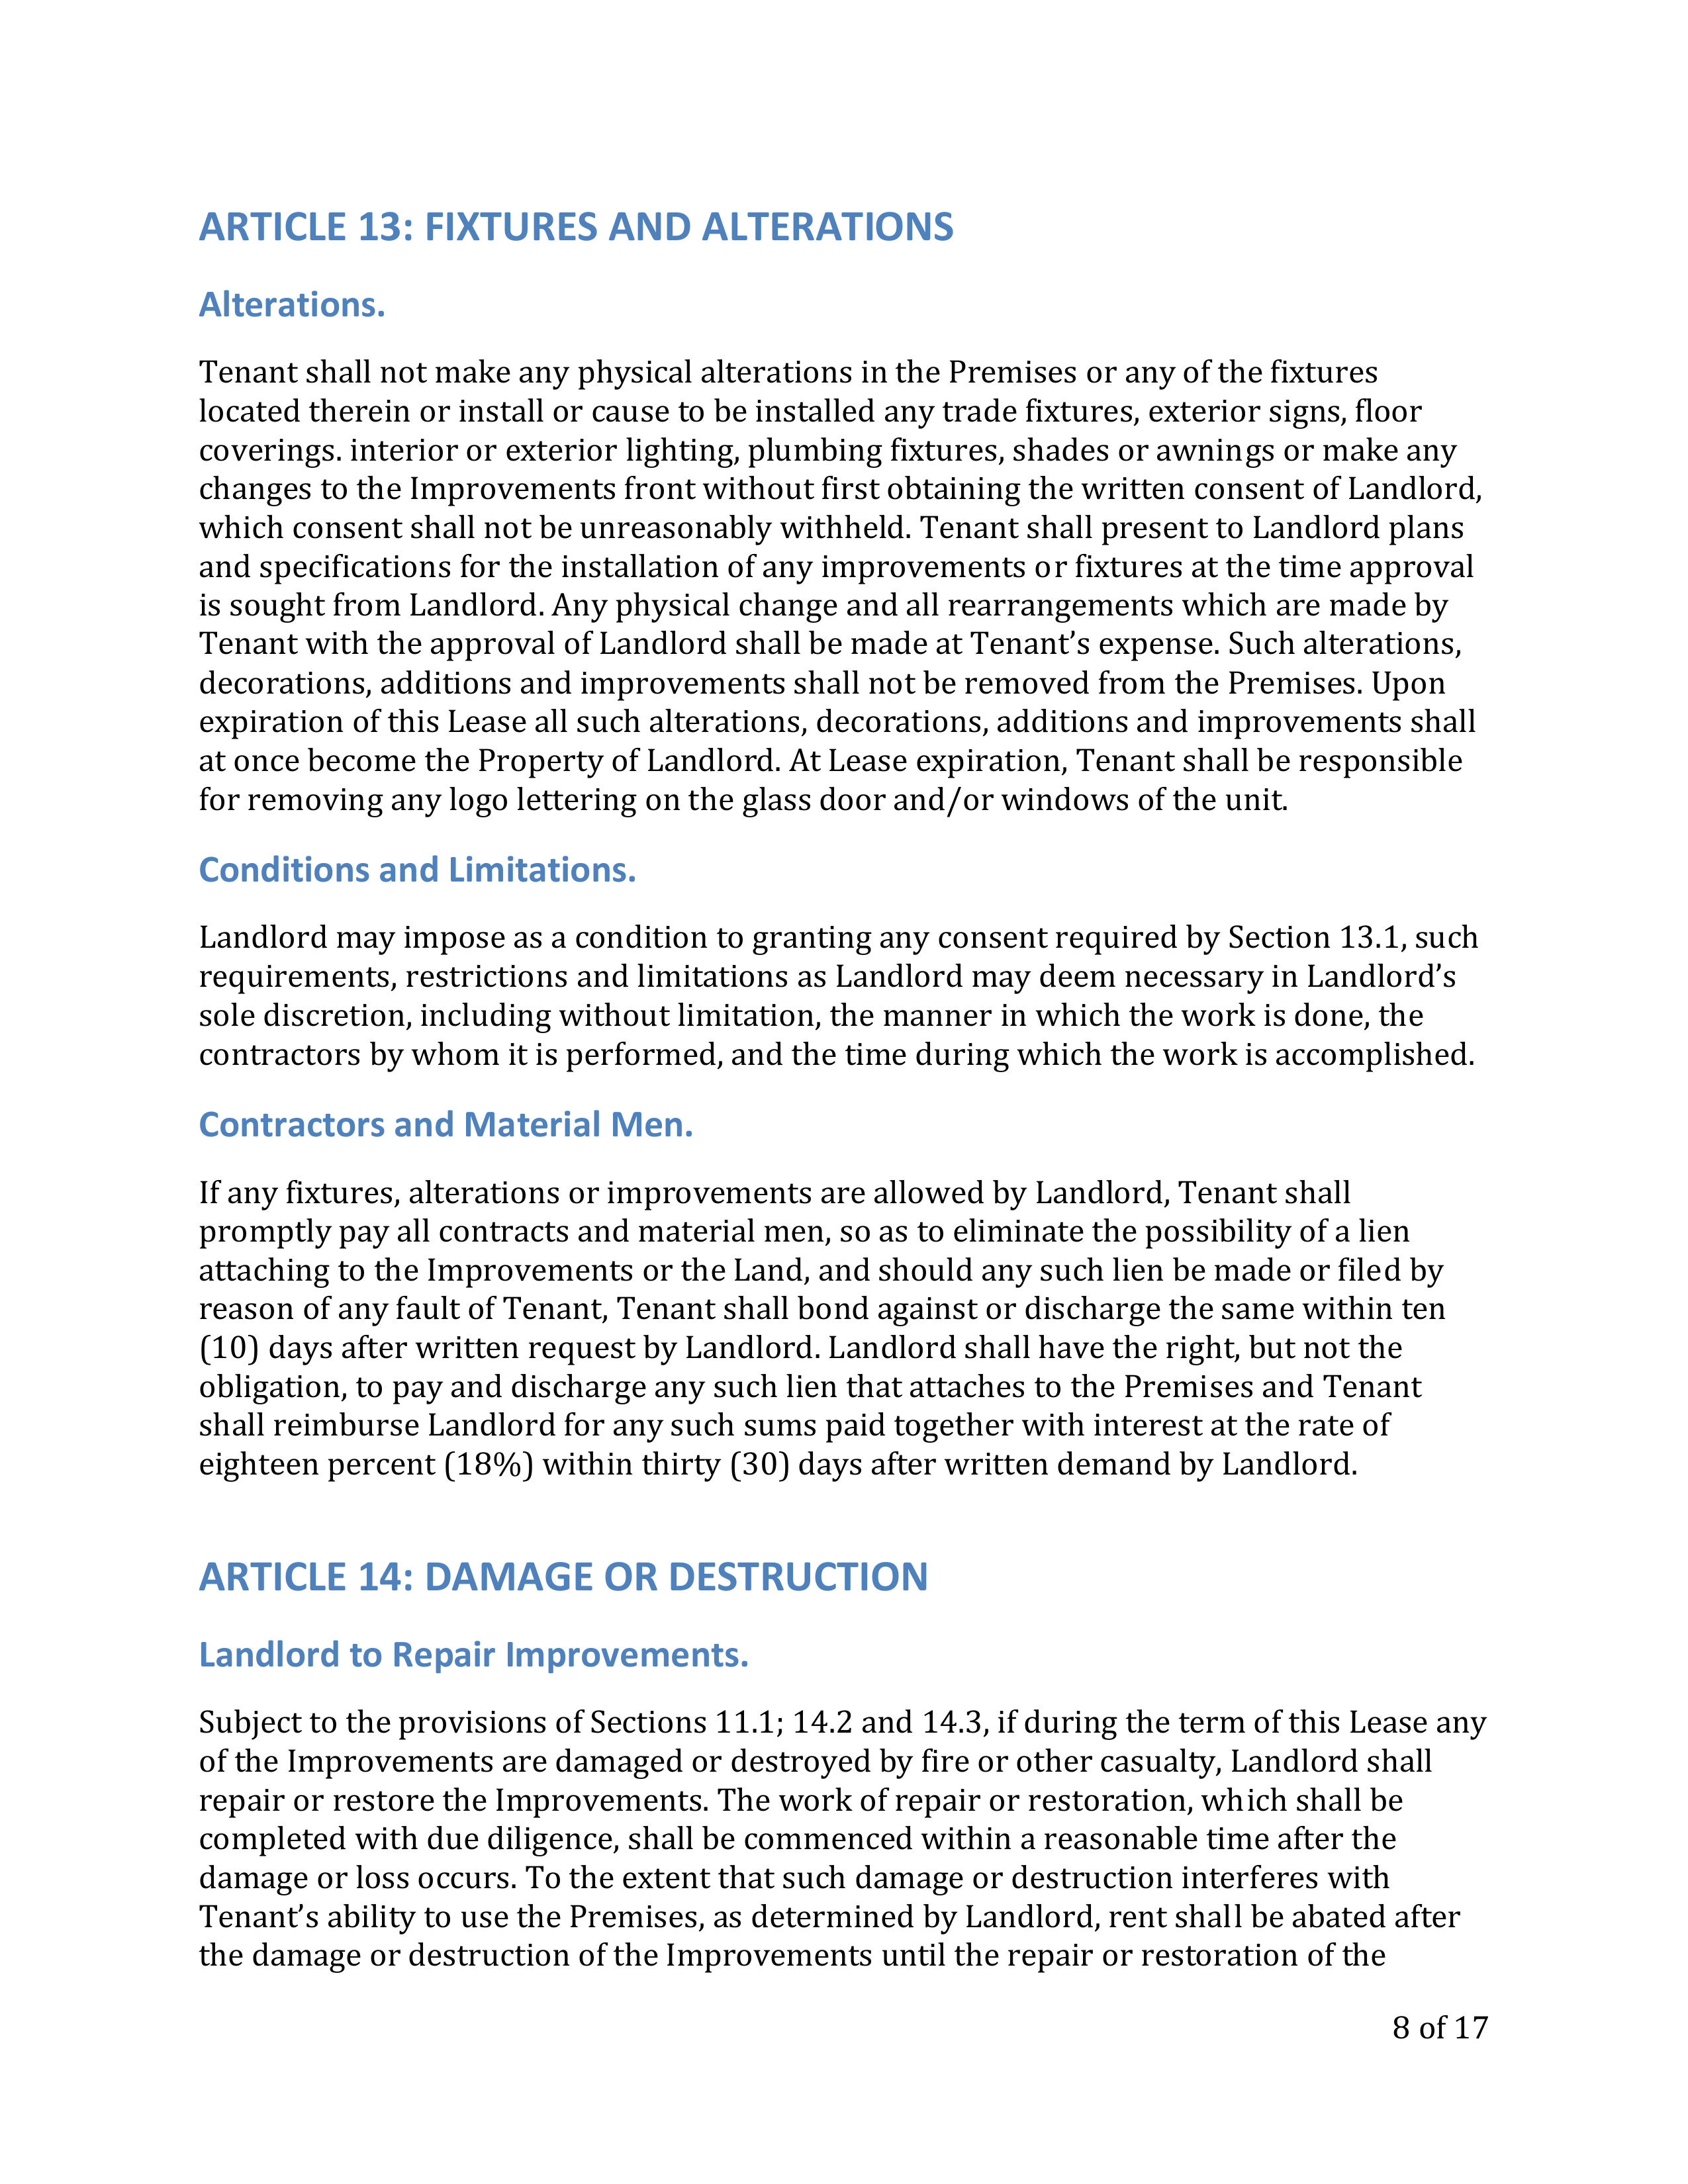 ARTICLE 13: FIXTURES AND ALTERATIONS
Alterations.
Tenant shall not make any physical alterations in the Premises or any of the fixtures
located therein or install or cause to be installed any trade fixtures, exterior signs, floor
coverings. interior or exterior lighting, plumbing fixtures, shades or awnings or make any
changes to the Improvements front without first obtaining the written consent of Landlord,
which consent shall not be unreasonably withheld. Tenant shall present to Landlord plans
and specifications for the installation of any improvements or fixtures at the time approval
is sought from Landlord. Any physical change and all rearrangements which are made by
Tenant with the approval of Landlord shall be made at Tenant’s expense. Such alterations,
decorations, additions and improvements shall not be removed from the Premises. Upon
expiration of this Lease all such alterations, decorations, additions and improvements shall
at once become the Property of Landlord. At Lease expiration, Tenant shall be responsible
for removing any logo lettering on the glass door and/or windows of the unit.
Conditions and Limitations.
Landlord may impose as a condition to granting any consent required by Section 13.1, such
requirements, restrictions and limitations as Landlord may deem necessary in Landlord’s
sole discretion, including without limitation, the manner in which the work is done, the
contractors by whom it is performed, and the time during which the work is accomplished.
Contractors and Material Men.
If any fixtures, alterations or improvements are allowed by Landlord, Tenant shall
promptly pay all contracts and material men, so as to eliminate the possibility of a lien
attaching to the Improvements or the Land, and should any such lien be made or filed by
reason of any fault of Tenant, Tenant shall bond against or discharge the same within ten
(10) days after written request by Landlord. Landlord shall have the right, but not the
obligation, to pay and discharge any such lien that attaches to the Premises and Tenant
shall reimburse Landlord for any such sums paid together with interest at the rate of
eighteen percent (18%) within thirty (30) days after written demand by Landlord.
ARTICLE 14: DAMAGE OR DESTRUCTION
Landlord to Repair Improvements.
Subject to the provisions of Sections 11.1; 14.2 and 14.3, if during the term of this Lease any
of the Improvements are damaged or destroyed by fire or other casualty, Landlord shall
repair or restore the Improvements. The work of repair or restoration, which shall be
completed with due diligence, shall be commenced within a reasonable time after the
damage or loss occurs. To the extent that such damage or destruction interferes with
Tenant’s ability to use the Premises, as determined by Landlord, rent shall be abated after
the damage or destruction of the Improvements until the repair or restoration of the
8 of 17